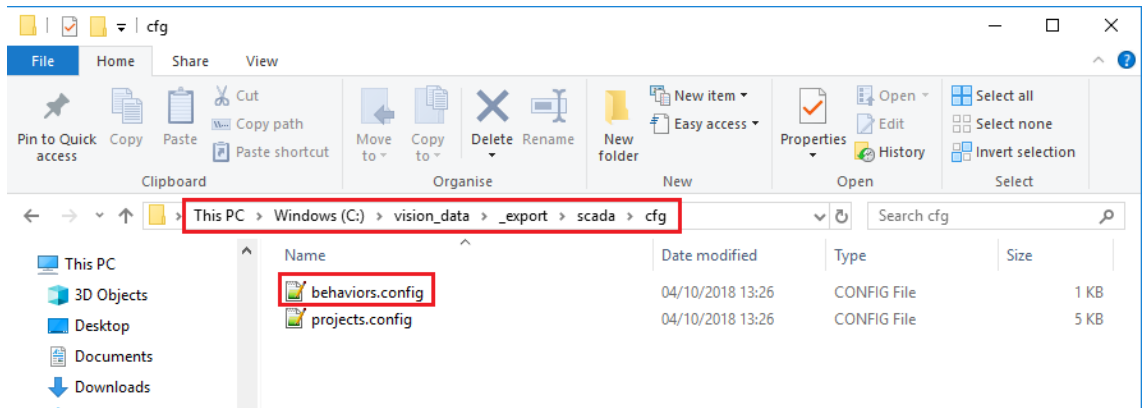 cfg
File Home Share View
Pin to Quick access
Copy
Paste
Cut
Copy path
Paste shortcut
Clipboard
Move to
Copy to
Delete
Rename
Organise
New folder
New item
Easy access
New
Properties
Open
Edit
History
Open
Select all
Select none
Invert selection
Select
This PC > Windows (C:) > vision_data > _export > scada > cfg
Search cfg
This PC
3D Objects
Desktop
Documents
Downloads
Name Date modified Type Size
behaviors.config 04/10/2018 13:26 CONFIG File 1 KB
projects.config 04/10/2018 13:26 CONFIG File 5 KB